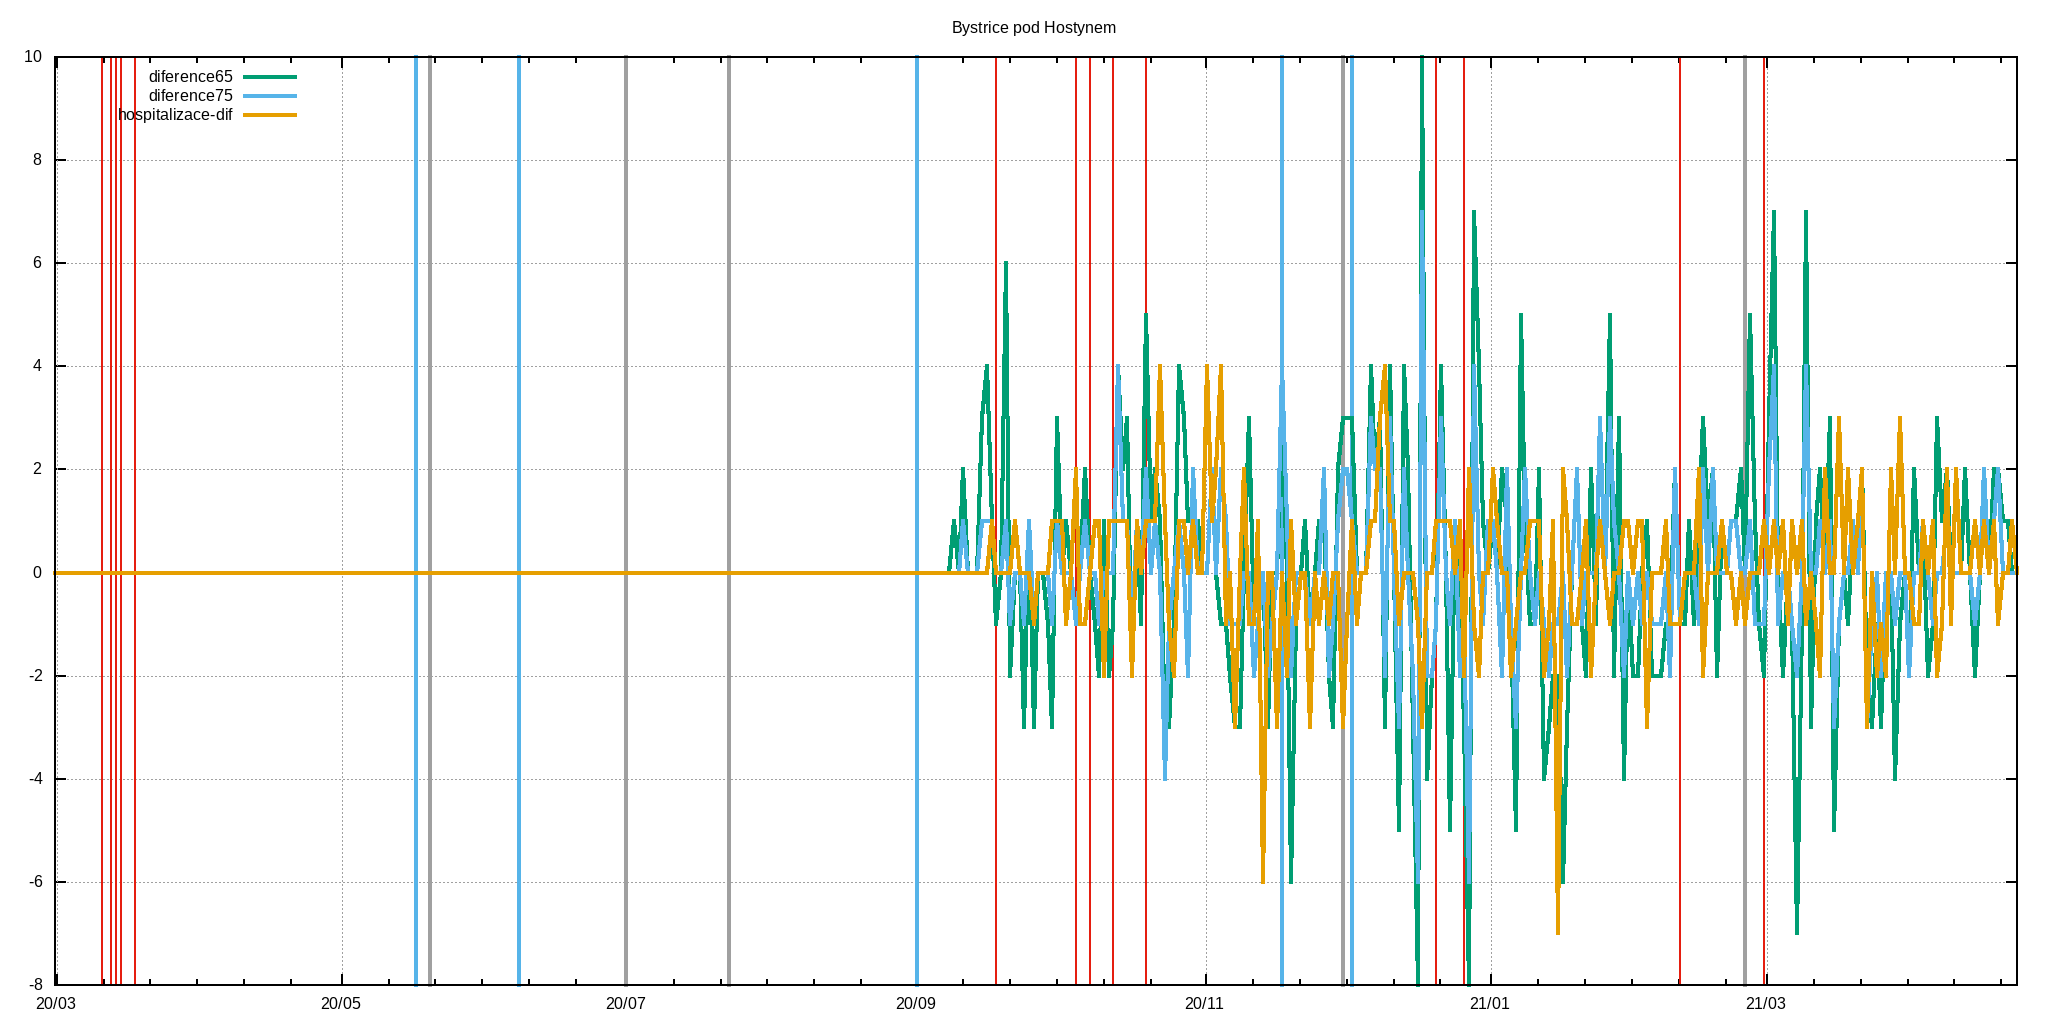 Bystrice pod Hostynem
10
diference65
diference75
hospitalizace-dif
8
6
4
2
0
-2
-4
-6
-8
20/03 20/05 20/07 20/09 20/11 21/01 21/03